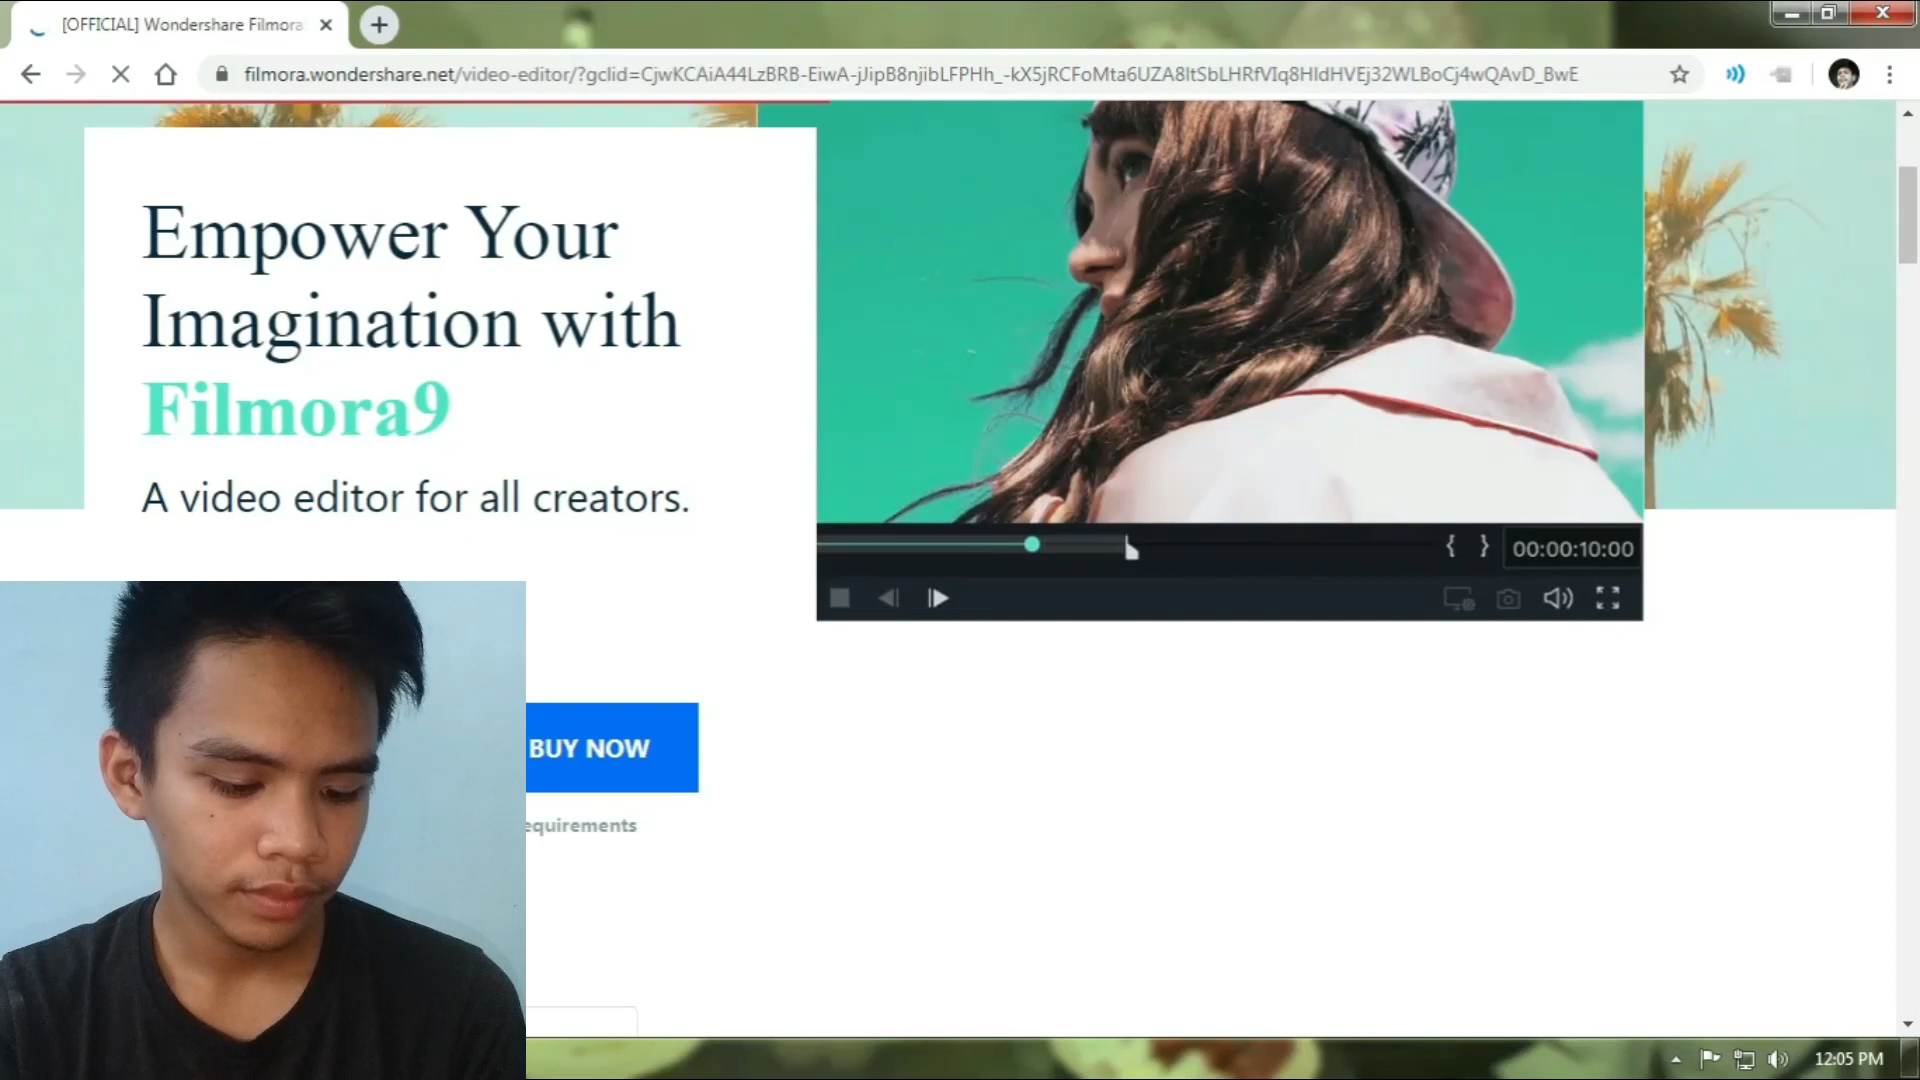 [OFFICIAL] Wondershare Filmora
filmora.wondershare.net/video-editor/?gclid=CjwKCAiA44LzBRB-EiwA-jJipB8njibLFPHh_-kX5jRCFoMta6UZA8ltSbLHRfVIq8HldHVEj32WLBoCj4wQAvD_BwE
Empower Your
Imagination with
Filmora9
A video editor for all creators.
{ } 00:00:10:00
BUY NOW
equirements
12:05 PM